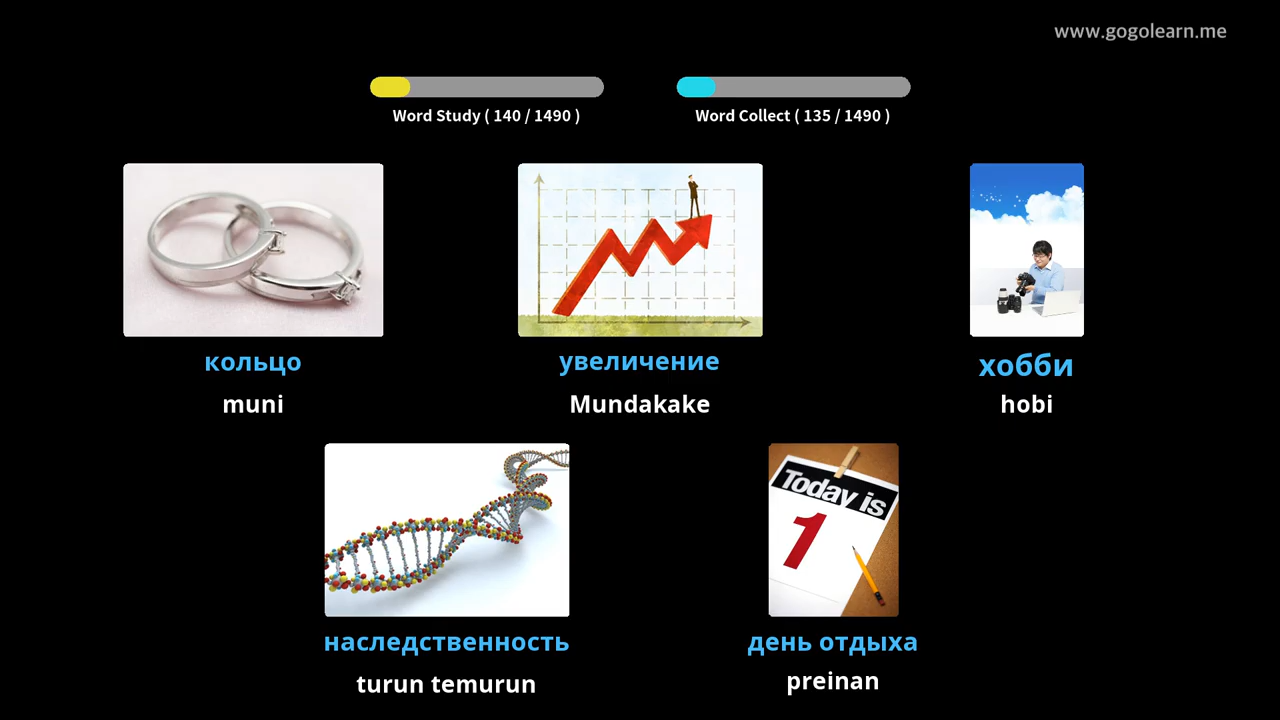 www.gogolearn.me
Word Study ( 140 / 1490 )
Word Collect ( 135 / 1490 )
кольцо
muni
увеличение
Mundakake
хобби
hobi
Today is
1
наследственность
turun temurun
день отдыха
preinan